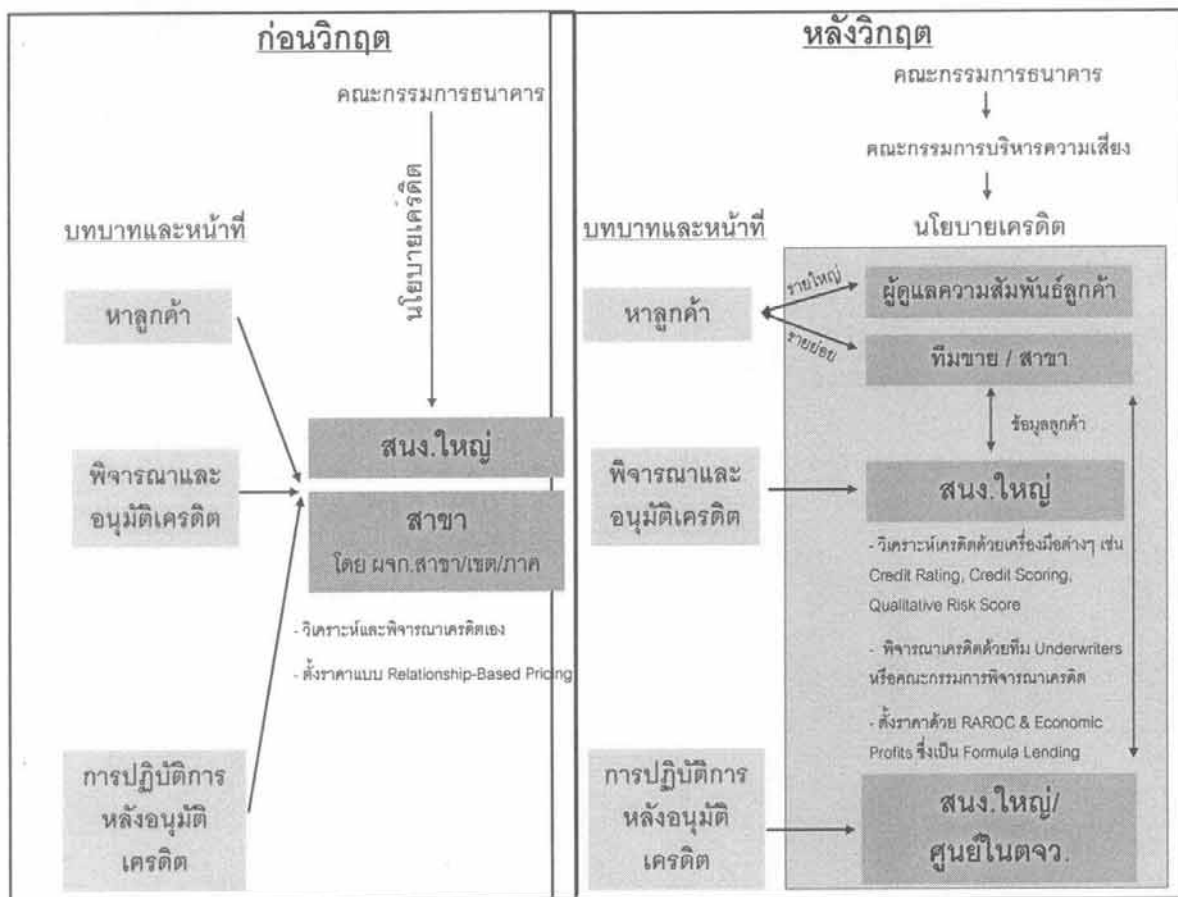 ก่อนวิกฤต
คณะกรรมการธนาคาร
นโยบายเครดิต
บทบาทและหน้าที่
หาลูกค้า
พิจารณาและ
อนุมัติเครดิต
การปฏิบัติการ
หลังอนุมัติ
เครดิต
สนง.ใหญ่
สาขา
โดย ผจก.สาขา/เขต/ภาค
- วิเคราะห์และพิจารณาเครดิตเอง
- ตั้งราคาแบบ Relationship-Based Pricing
หลังวิกฤต
คณะกรรมการธนาคาร
คณะกรรมการบริหารความเสี่ยง
นโยบายเครดิต
บทบาทและหน้าที่
หาลูกค้า
รายใหญ่
รายย่อย
ผู้ดูแลความสัมพันธ์ลูกค้า
ทีมขาย / สาขา
ข้อมูลลูกค้า
พิจารณาและ
อนุมัติเครดิต
สนง.ใหญ่
- วิเคราะห์เครดิตด้วยเครื่องมือต่างๆ เช่น
Credit Rating, Credit Scoring,
Qualitative Risk Score
- พิจารณาเครดิตด้วยทีม Underwriters
หรือคณะกรรมการพิจารณาเครดิต
- ตั้งราคาด้วย RAROC & Economic
Profits ซึ่งเป็น Formula Lending
การปฏิบัติการ
หลังอนุมัติ
เครดิต
สนง.ใหญ่/
ศูนย์ในตจว.